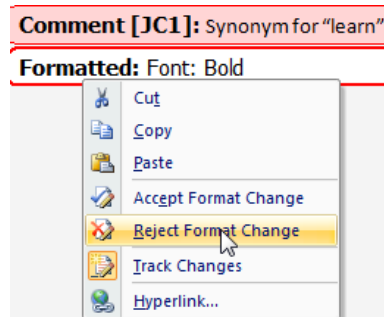 Comment [JC1]: Synonym for “learn”
Formatted: Font: Bold
Cut
Copy
Paste
Accept Format Change
Reject Format Change
Track Changes
Hyperlink...